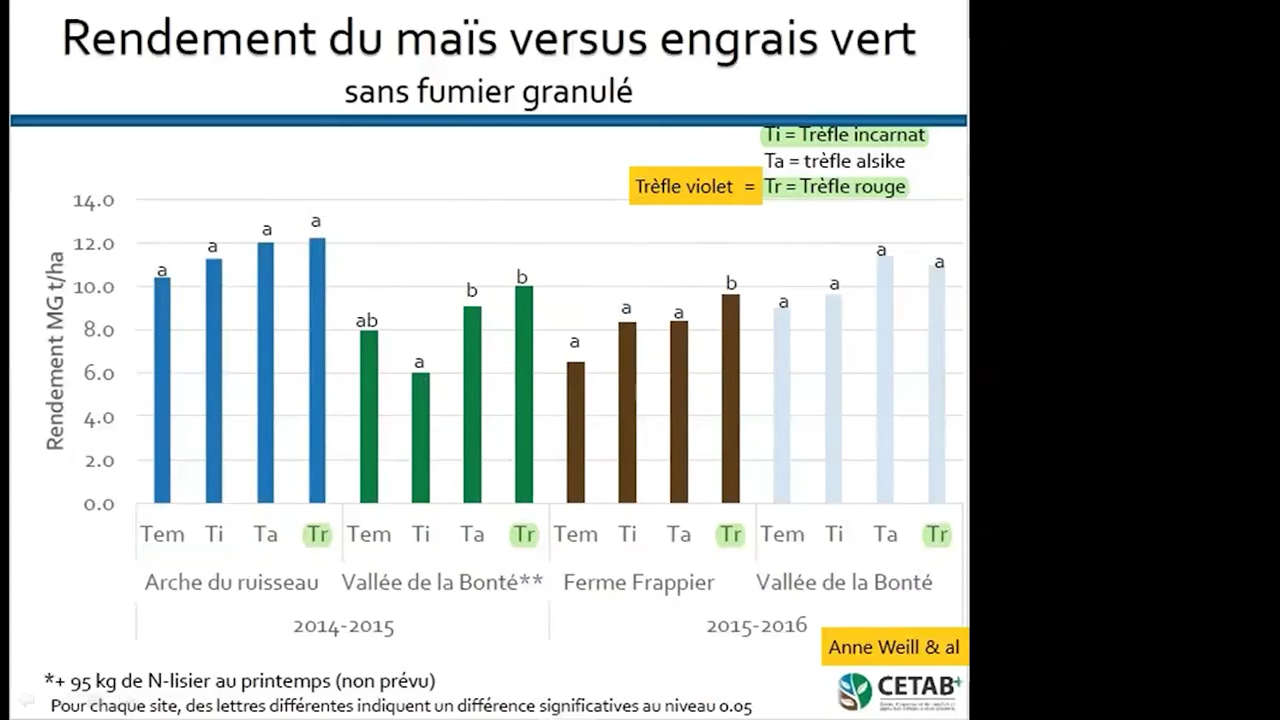 Rendement du maïs versus engrais vert
sans fumier granulé
Ti = Trèfle incarnat
Ta = trèfle alsike
Trèfle violet = Tr = Trèfle rouge
Rendement MG t/ha
14.0
12.0
10.0
8.0
6.0
4.0
2.0
0.0
a a a a ab a b b a a a b a a a a
Tem Ti Ta Tr Tem Ti Ta Tr Tem Ti Ta Tr Tem Ti Ta Tr
Arche du ruisseau Vallée de la Bonté** Ferme Frappier Vallée de la Bonté
2014-2015 2015-2016
Anne Weill & al
*+ 95 kg de N-lisier au printemps (non prévu)
Pour chaque site, des lettres différentes indiquent un différence significatives au niveau 0.05
CETAB+